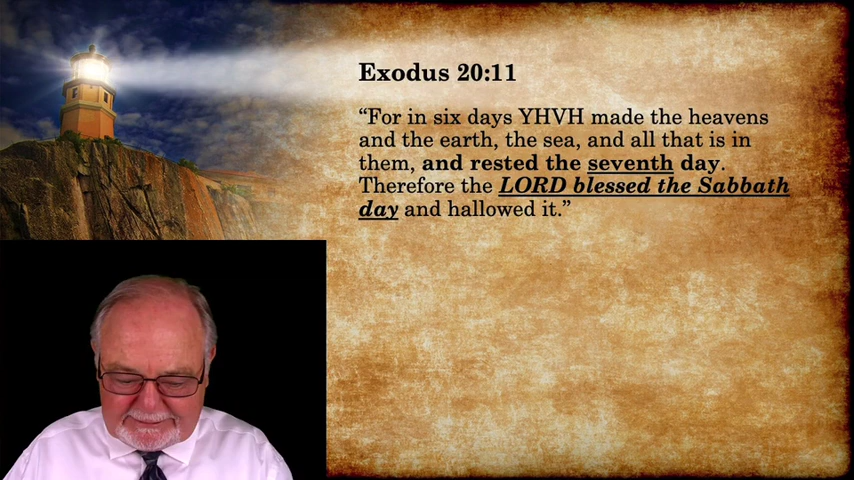 Exodus 20:11
“For in six days YHVH made the heavens
and the earth, the sea, and all that is in
them, and rested the seventh day.
Therefore the LORD blessed the Sabbath
day and hallowed it.”